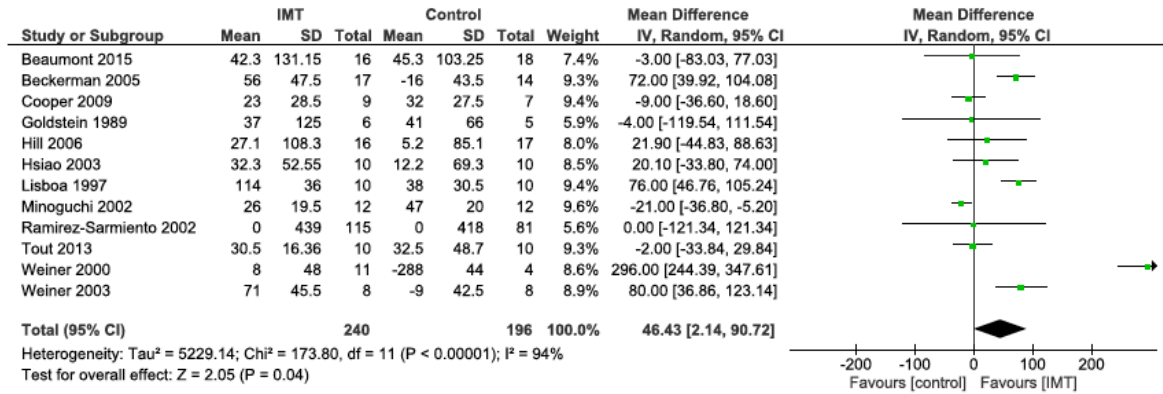 IMT Control Mean Difference Mean Difference
Study or Subgroup Mean SD Total Mean SD Total Weight IV, Random, 95% CI IV, Random, 95% CI
Beaumont 2015 42.3 131.15 16 45.3 103.25 18 7.4% -3.00 [-83.03, 77.03]
Beckerman 2005 56 47.5 17 -16 43.5 14 9.3% 72.00 [39.92, 104.08]
Cooper 2009 23 28.5 9 32 27.5 7 9.4% -9.00 [-36.60, 18.60]
Goldstein 1989 37 125 6 41 66 5 5.9% -4.00 [-119.54, 111.54]
Hill 2006 27.1 108.3 16 5.2 85.1 17 8.0% 21.90 [-44.83, 88.63]
Hsiao 2003 32.3 52.55 10 12.2 69.3 10 8.5% 20.10 [-33.80, 74.00]
Lisboa 1997 114 36 10 38 30.5 10 9.4% 76.00 [46.76, 105.24]
Minoguchi 2002 26 19.5 12 47 20 12 9.6% -21.00 [-36.80, -5.20]
Ramirez-Sarmiento 2002 0 439 115 0 418 81 5.6% 0.00 [-121.34, 121.34]
Tout 2013 30.5 16.36 10 32.5 48.7 10 9.3% -2.00 [-33.84, 29.84]
Weiner 2000 8 48 11 -288 44 4 8.6% 296.00 [244.39, 347.61]
Weiner 2003 71 45.5 8 -9 42.5 8 8.9% 80.00 [36.86, 123.14]
Total (95% CI) 240 196 100.0% 46.43 [2.14, 90.72]
Heterogeneity: Tau² = 5229.14; Chi² = 173.80, df = 11 (P < 0.00001); I² = 94%
Test for overall effect: Z = 2.05 (P = 0.04)
-200 -100 0 100 200
Favours [control] Favours [IMT]